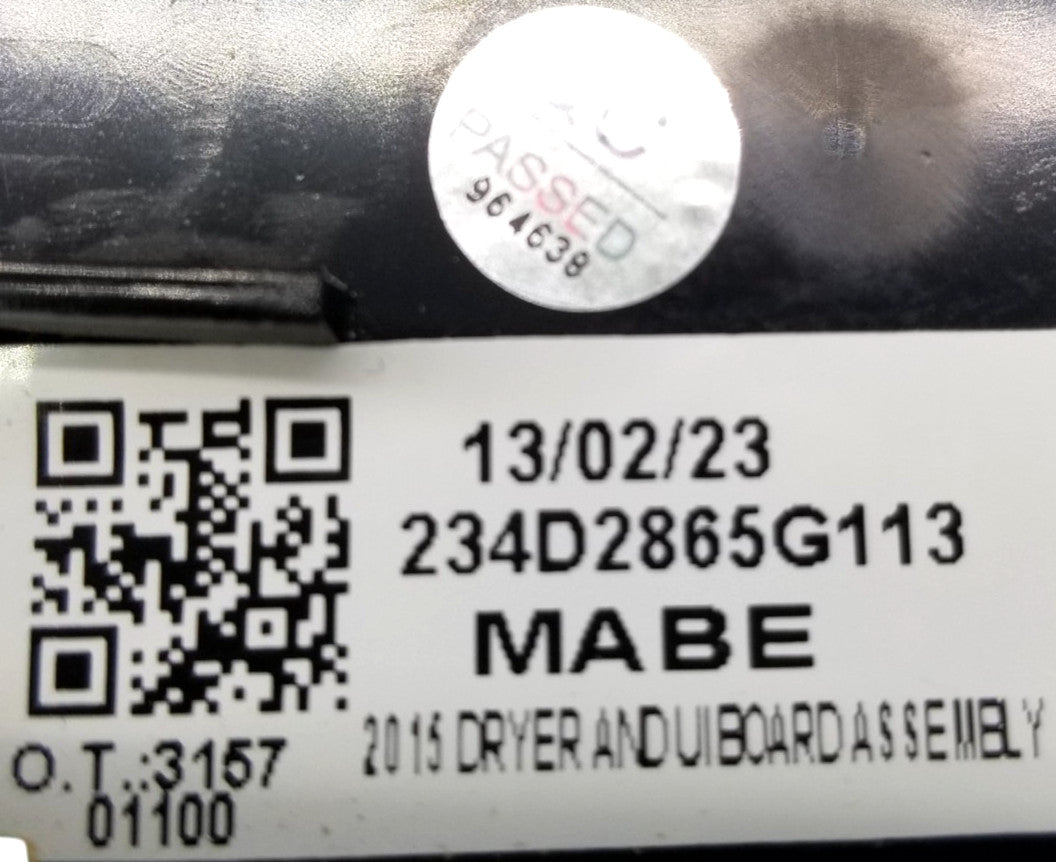 PASSED
964638
13/02/23
234D2865G113
MABE
2015 DRYER AND UI BOARD ASSEMBLY
O.T.:3157
01100